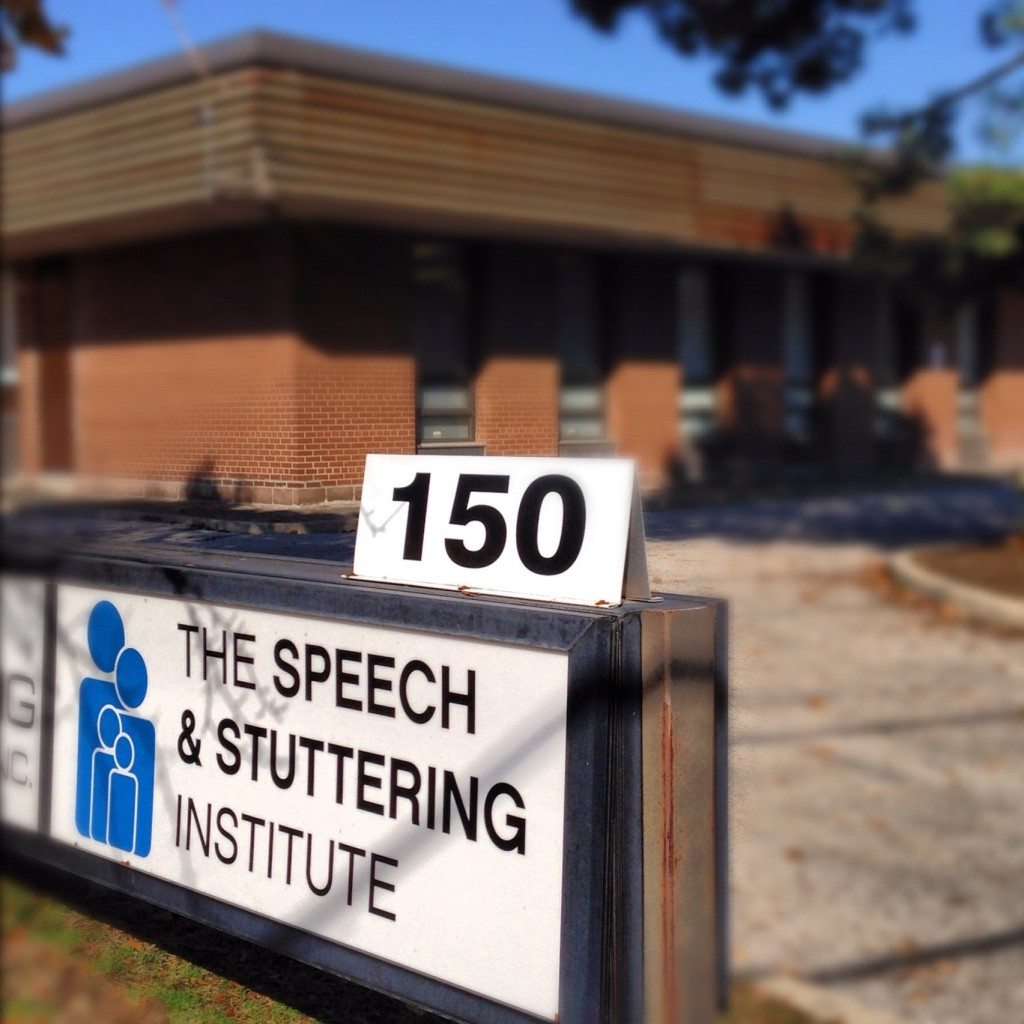 150
THE SPEECH
& STUTTERING
INSTITUTE
G
C.